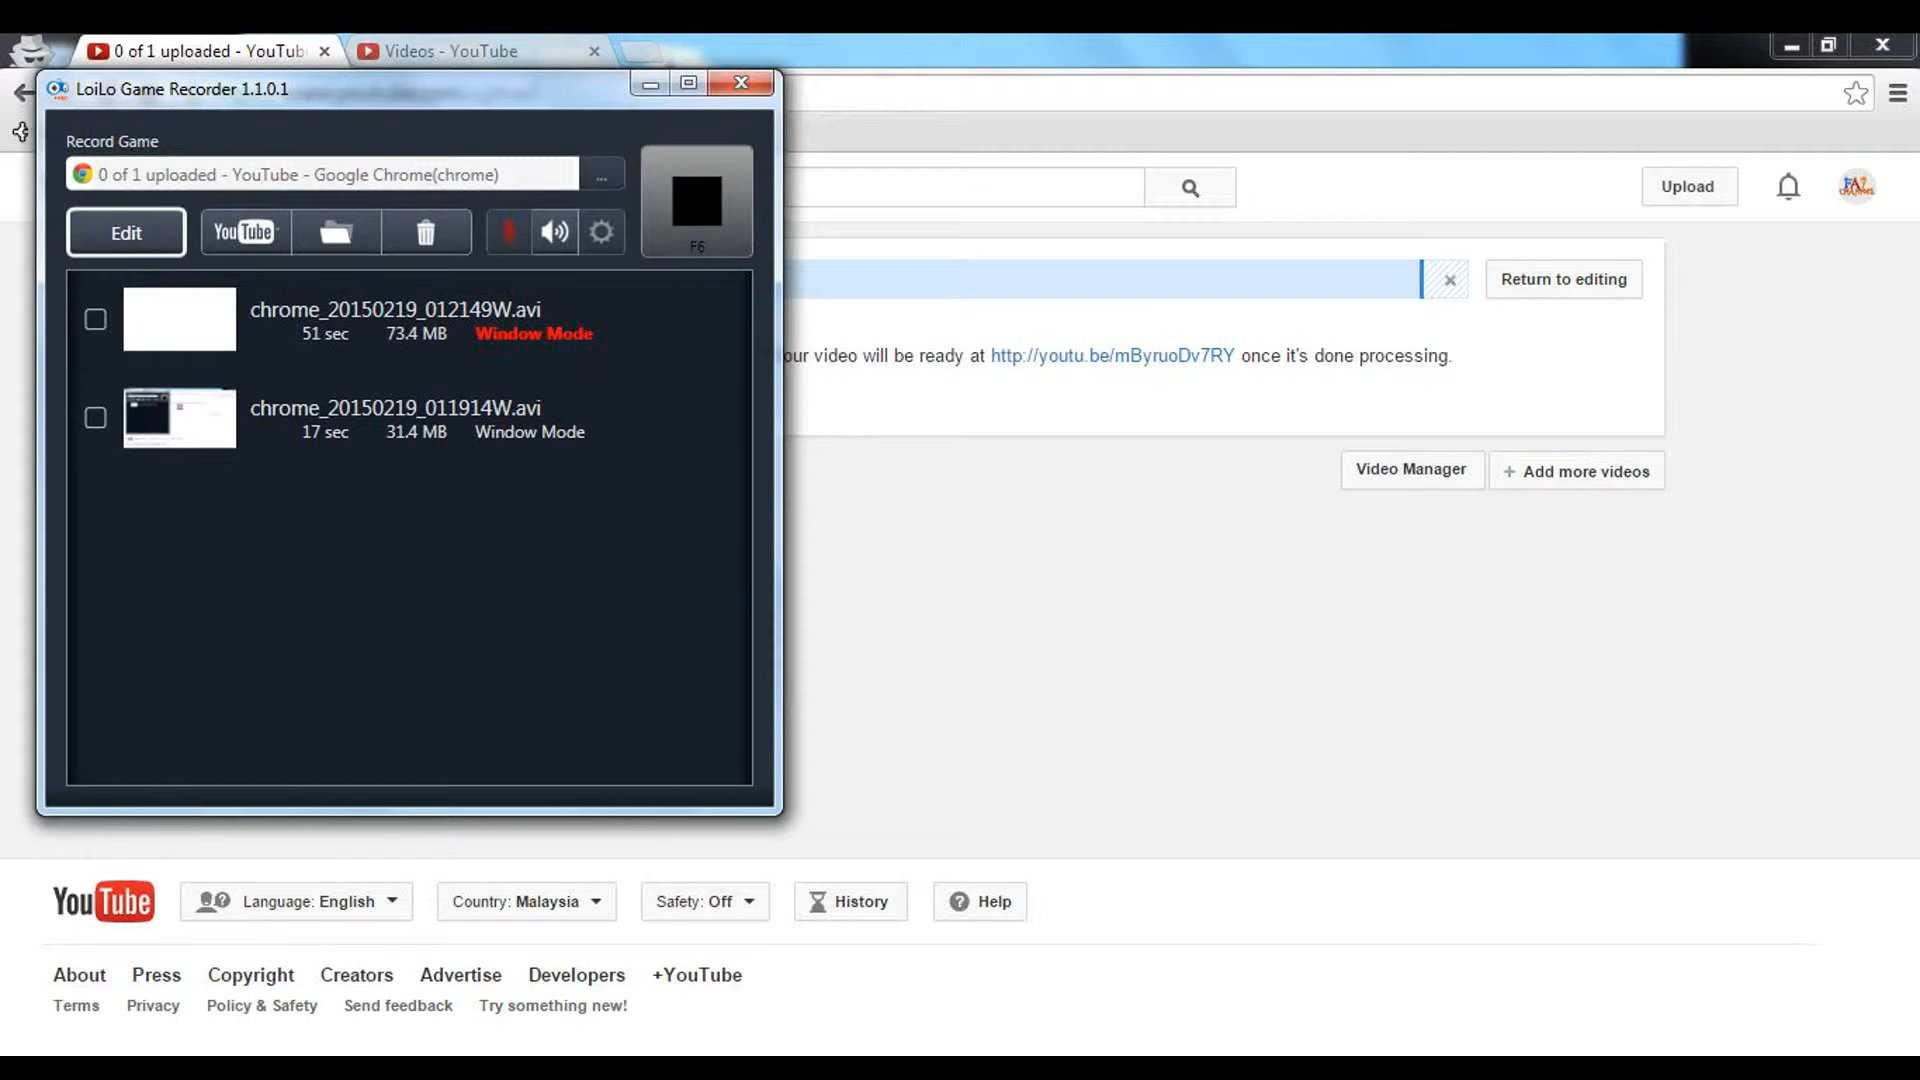 0 of 1 uploaded - YouTub
Videos - YouTube
LoiLo Game Recorder 1.1.0.1
Record Game
0 of 1 uploaded - YouTube - Google Chrome(chrome)
...
Edit
YouTube
F6
Upload
FA?
chrome_20150219_012149W.avi
51 sec 73.4 MB Window Mode
chrome_20150219_011914W.avi
17 sec 31.4 MB Window Mode
Return to editing
our video will be ready at http://youtu.be/mByruoDv7RY once it's done processing.
Video Manager
+ Add more videos
YouTube
Language: English
Country: Malaysia
Safety: Off
History
Help
About Press Copyright Creators Advertise Developers +YouTube
Terms Privacy Policy & Safety Send feedback Try something new!